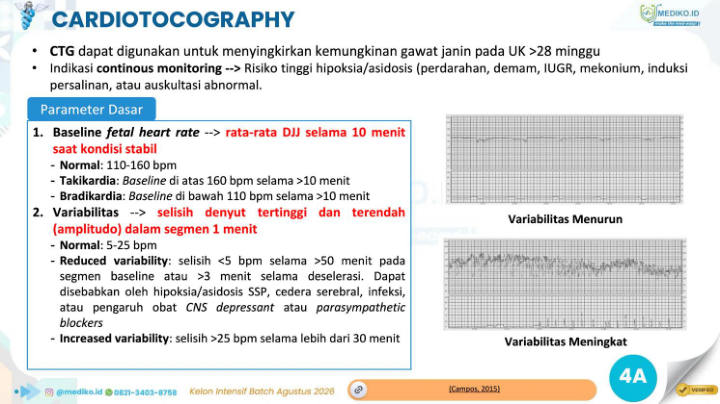 CARDIOTOCOGRAPHY
MEDIKO.ID
• CTG dapat digunakan untuk menyingkirkan kemungkinan gawat janin pada UK >28 minggu
• Indikasi continous monitoring --> Risiko tinggi hipoksia/asidosis (perdarahan, demam, IUGR, mekonium, induksi
persalinan, atau auskultasi abnormal.
Parameter Dasar
1. Baseline fetal heart rate --> rata-rata DJJ selama 10 menit
saat kondisi stabil
- Normal: 110-160 bpm
- Takikardia: Baseline di atas 160 bpm selama >10 menit
- Bradikardia: Baseline di bawah 110 bpm selama >10 menit
2. Variabilitas --> selisih denyut tertinggi dan terendah
(amplitudo) dalam segmen 1 menit
- Normal: 5-25 bpm
- Reduced variability: selisih <5 bpm selama >50 menit pada
segmen baseline atau >3 menit selama deselerasi. Dapat
disebabkan oleh hipoksia/asidosis SSP, cedera serebral, infeksi,
atau pengaruh obat CNS depressant atau parasympathetic
blockers
- Increased variability: selisih >25 bpm selama lebih dari 30 menit
Variabilitas Menurun
Variabilitas Meningkat
4A
@mediko.id 0821-3403-8758 Kelon Intensif Batch Agustus 2026
(Campos, 2015)
VERIFIED